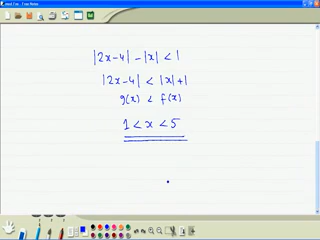 |2x-4| - |x| < 1
|2x-4| < |x|+1
g(x) < f(x)
1 < x < 5